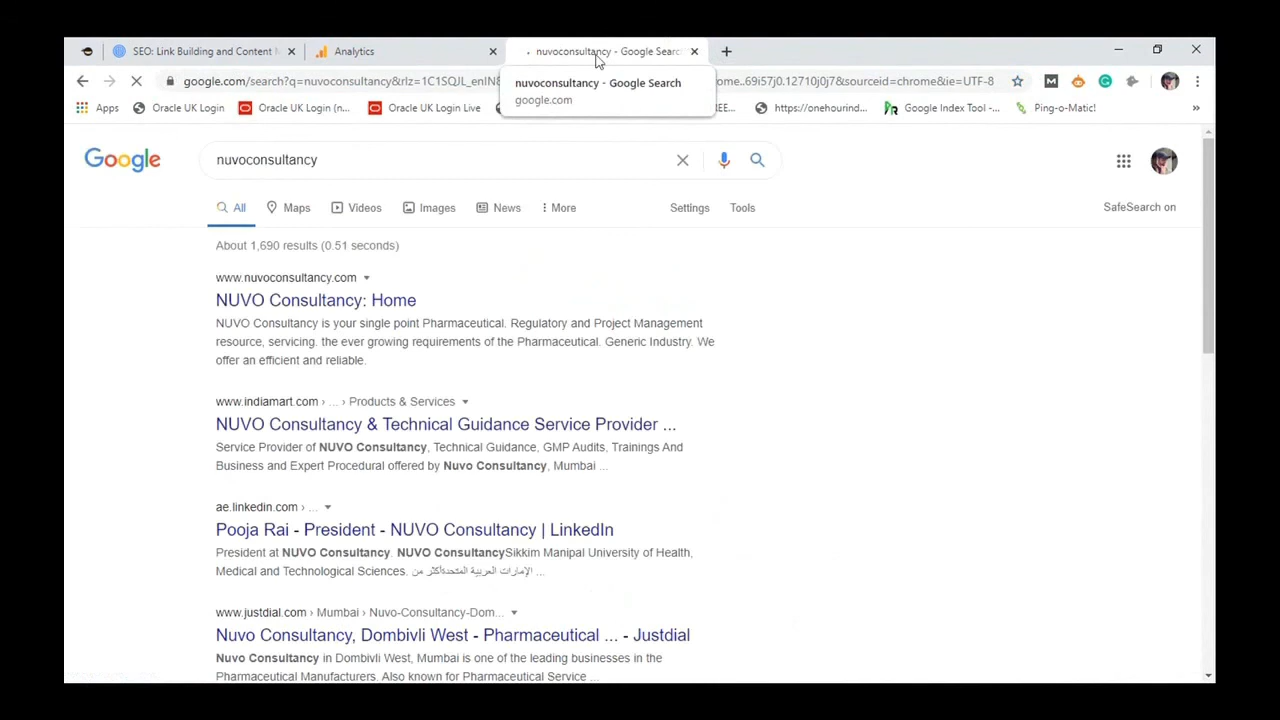 SEO: Link Building and Content
Analytics
nuvoconsultancy - Google Searc
google.com/search?q=nuvoconsultancy&rlz=1C1SQJL_enIN8
rome..69i57j0.12710j0j7&sourceid=chrome&ie=UTF-8
nuvoconsultancy - Google Search
google.com
Apps
Oracle UK Login
Oracle UK Login (n...
Oracle UK Login Live
https://onehourind...
Google Index Tool -...
Ping-o-Matic!
»
Google
nuvoconsultancy
All
Maps
Videos
Images
News
More
Settings
Tools
SafeSearch on
About 1,690 results (0.51 seconds)
www.nuvoconsultancy.com
NUVO Consultancy: Home
NUVO Consultancy is your single point Pharmaceutical. Regulatory and Project Management
resource, servicing. the ever growing requirements of the Pharmaceutical. Generic Industry. We
offer an efficient and reliable.
www.indiamart.com › ... › Products & Services
NUVO Consultancy & Technical Guidance Service Provider ...
Service Provider of NUVO Consultancy, Technical Guidance, GMP Audits, Trainings And
Business and Expert Procedural offered by Nuvo Consultancy, Mumbai ...
ae.linkedin.com › ...
Pooja Rai - President - NUVO Consultancy | LinkedIn
President at NUVO Consultancy. NUVO ConsultancySikkim Manipal University of Health,
Medical and Technological Sciences. الإمارات العربية المتحدةأكثر من ...
www.justdial.com › Mumbai › Nuvo-Consultancy-Dom...
Nuvo Consultancy, Dombivli West - Pharmaceutical ... - Justdial
Nuvo Consultancy in Dombivli West, Mumbai is one of the leading businesses in the
Pharmaceutical Manufacturers. Also known for Pharmaceutical Service ...